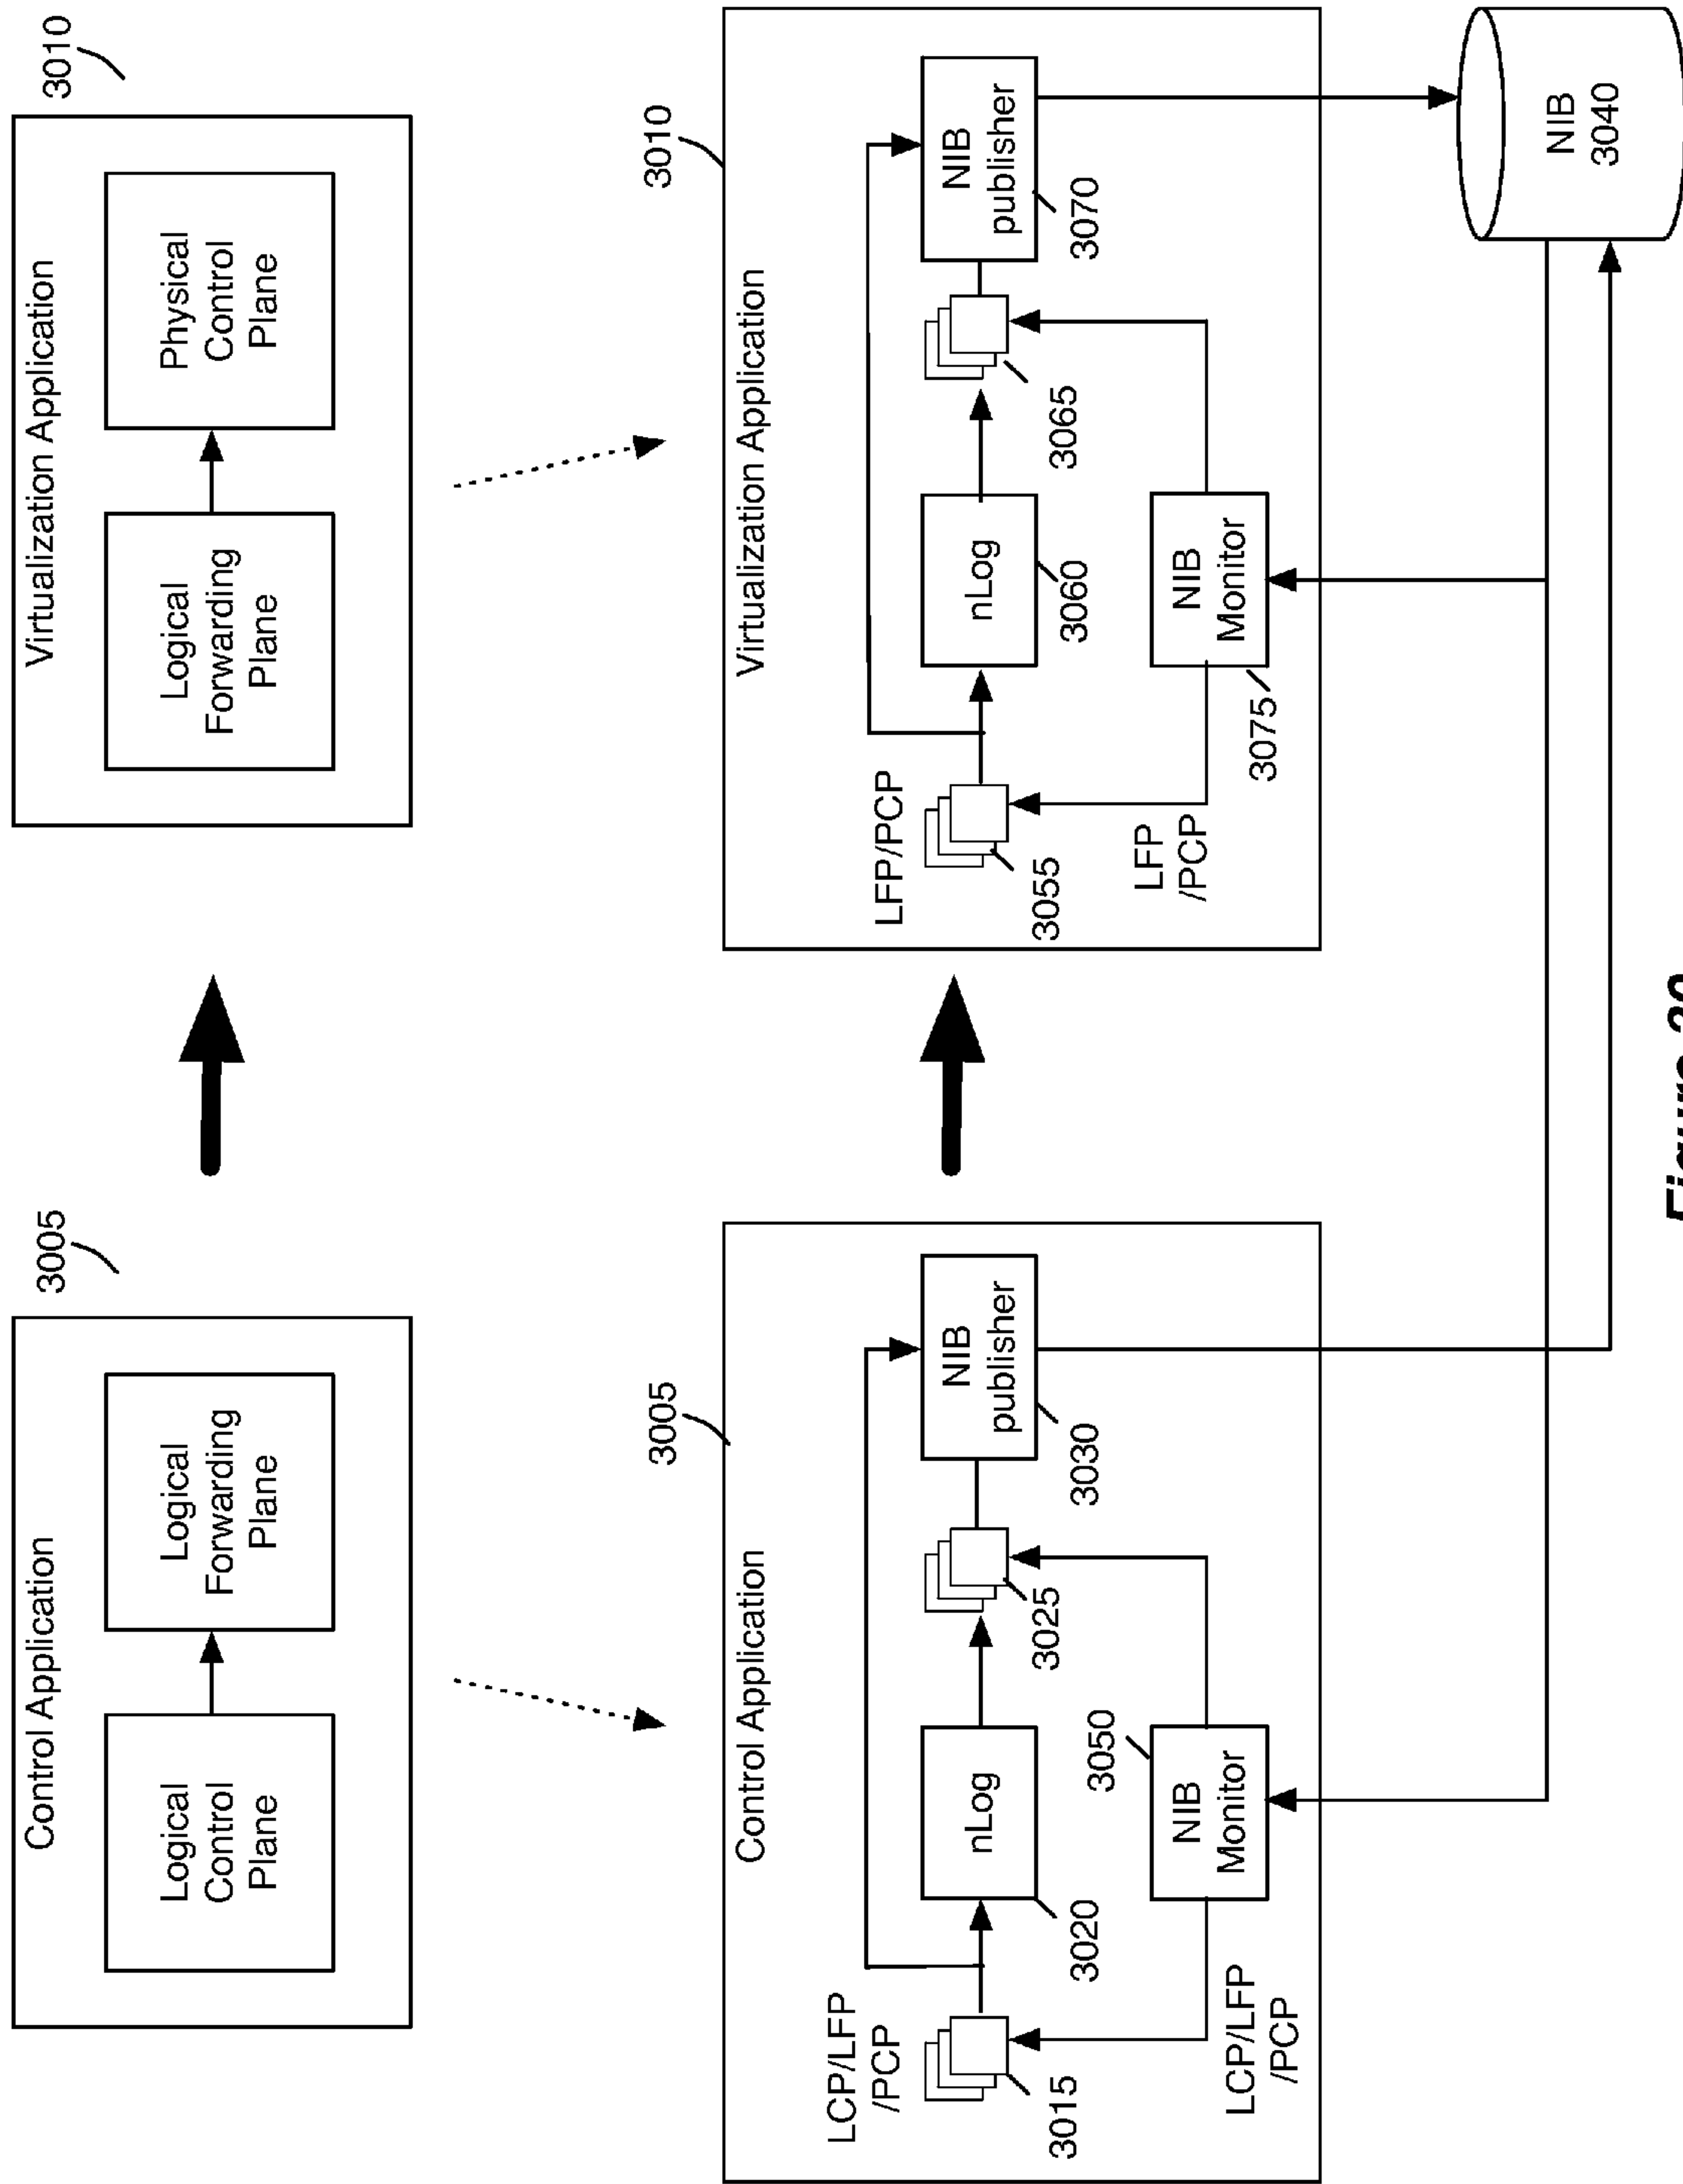 Control Application
3005
Logical
Control
Plane
Logical
Forwarding
Plane
Virtualization Application
3010
Logical
Forwarding
Plane
Physical
Control
Plane
3005
Control Application
LCP/LFP
/PCP
3015
nLog
3020
3025
NIB
publisher
3030
3050
NIB
Monitor
LCP/LFP
/PCP
3010
Virtualization Application
LFP/PCP
3055
nLog
3060
3065
NIB
publisher
3070
NIB
Monitor
3075
LFP
/PCP
NIB
3040
Figure